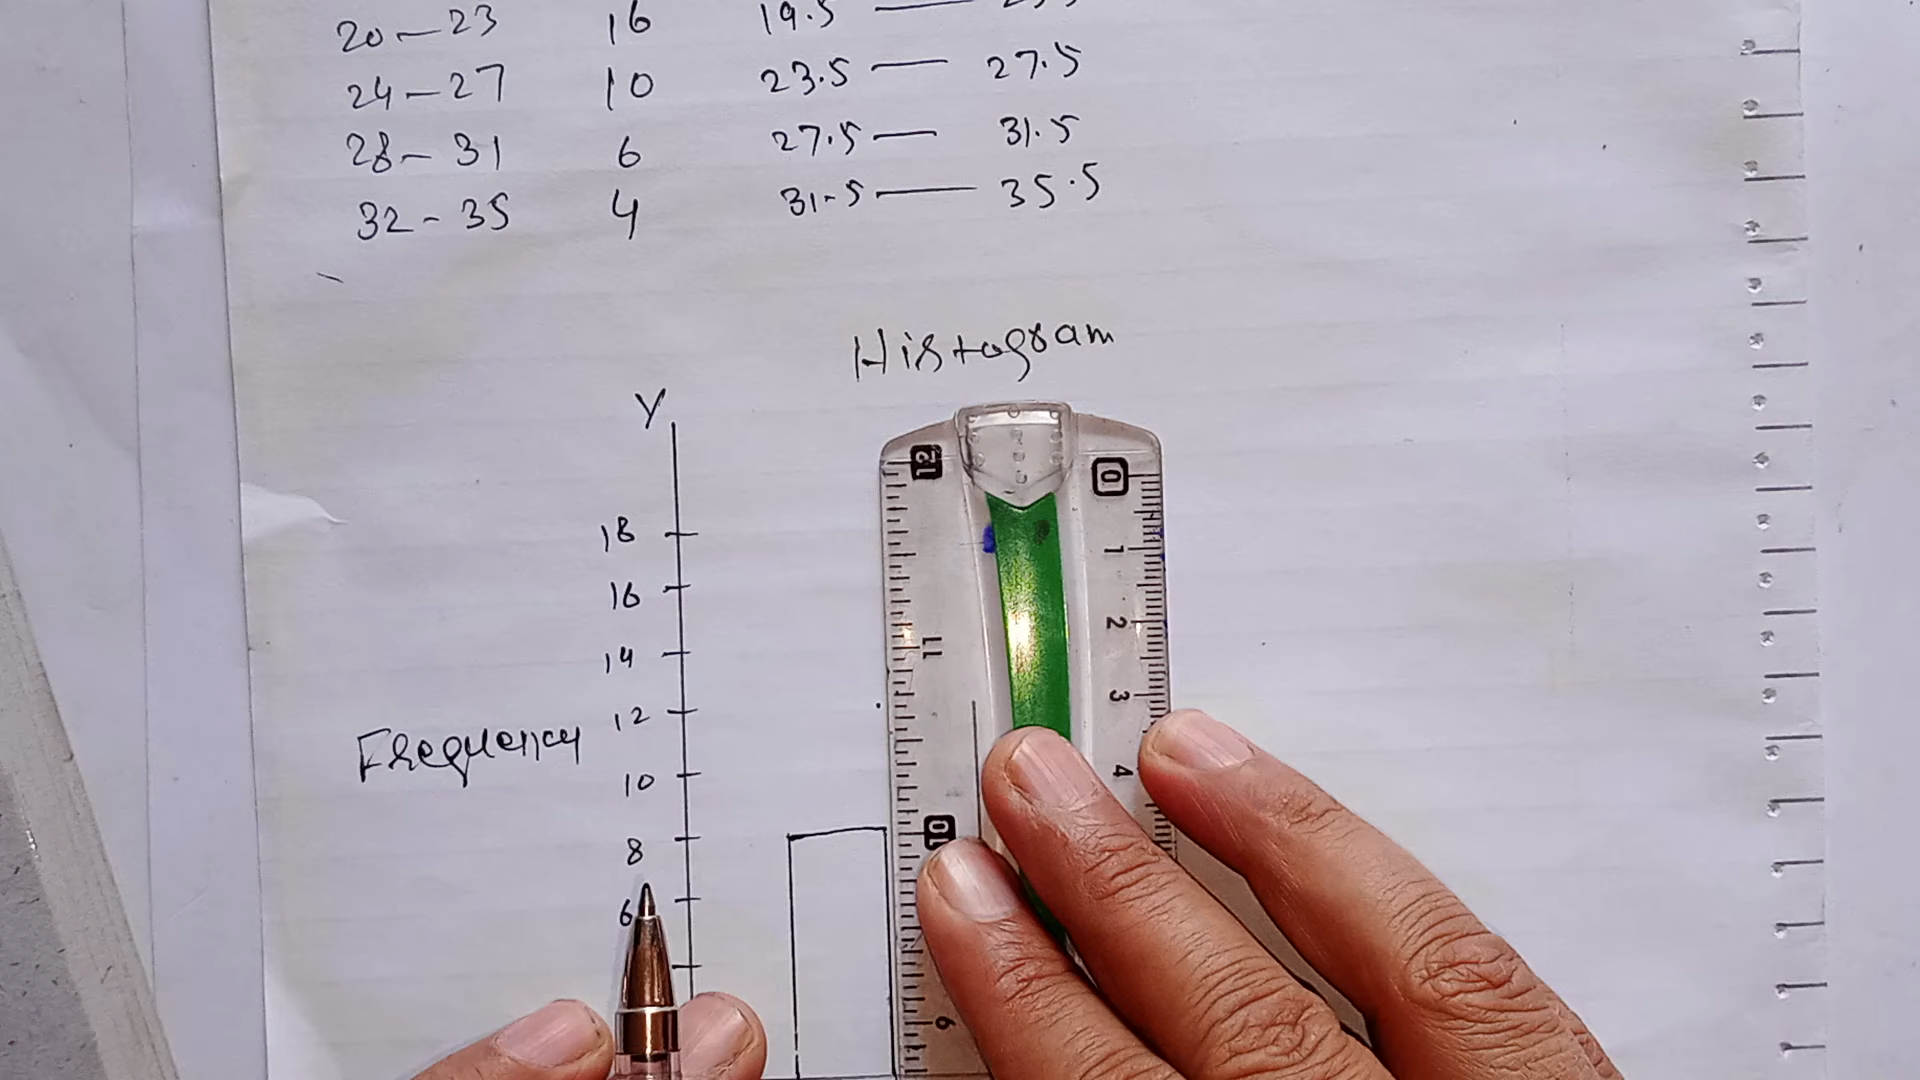 20 — 23 16 19.5 —
24 — 27 10 23.5 — 27.5
28 - 31 6 27.5 — 31.5
32 - 35 4 31.5 — 35.5
Histogram
Y
18
16
14
12
Frequency
10
8
6
12
11
10
9
0
1
2
3
4